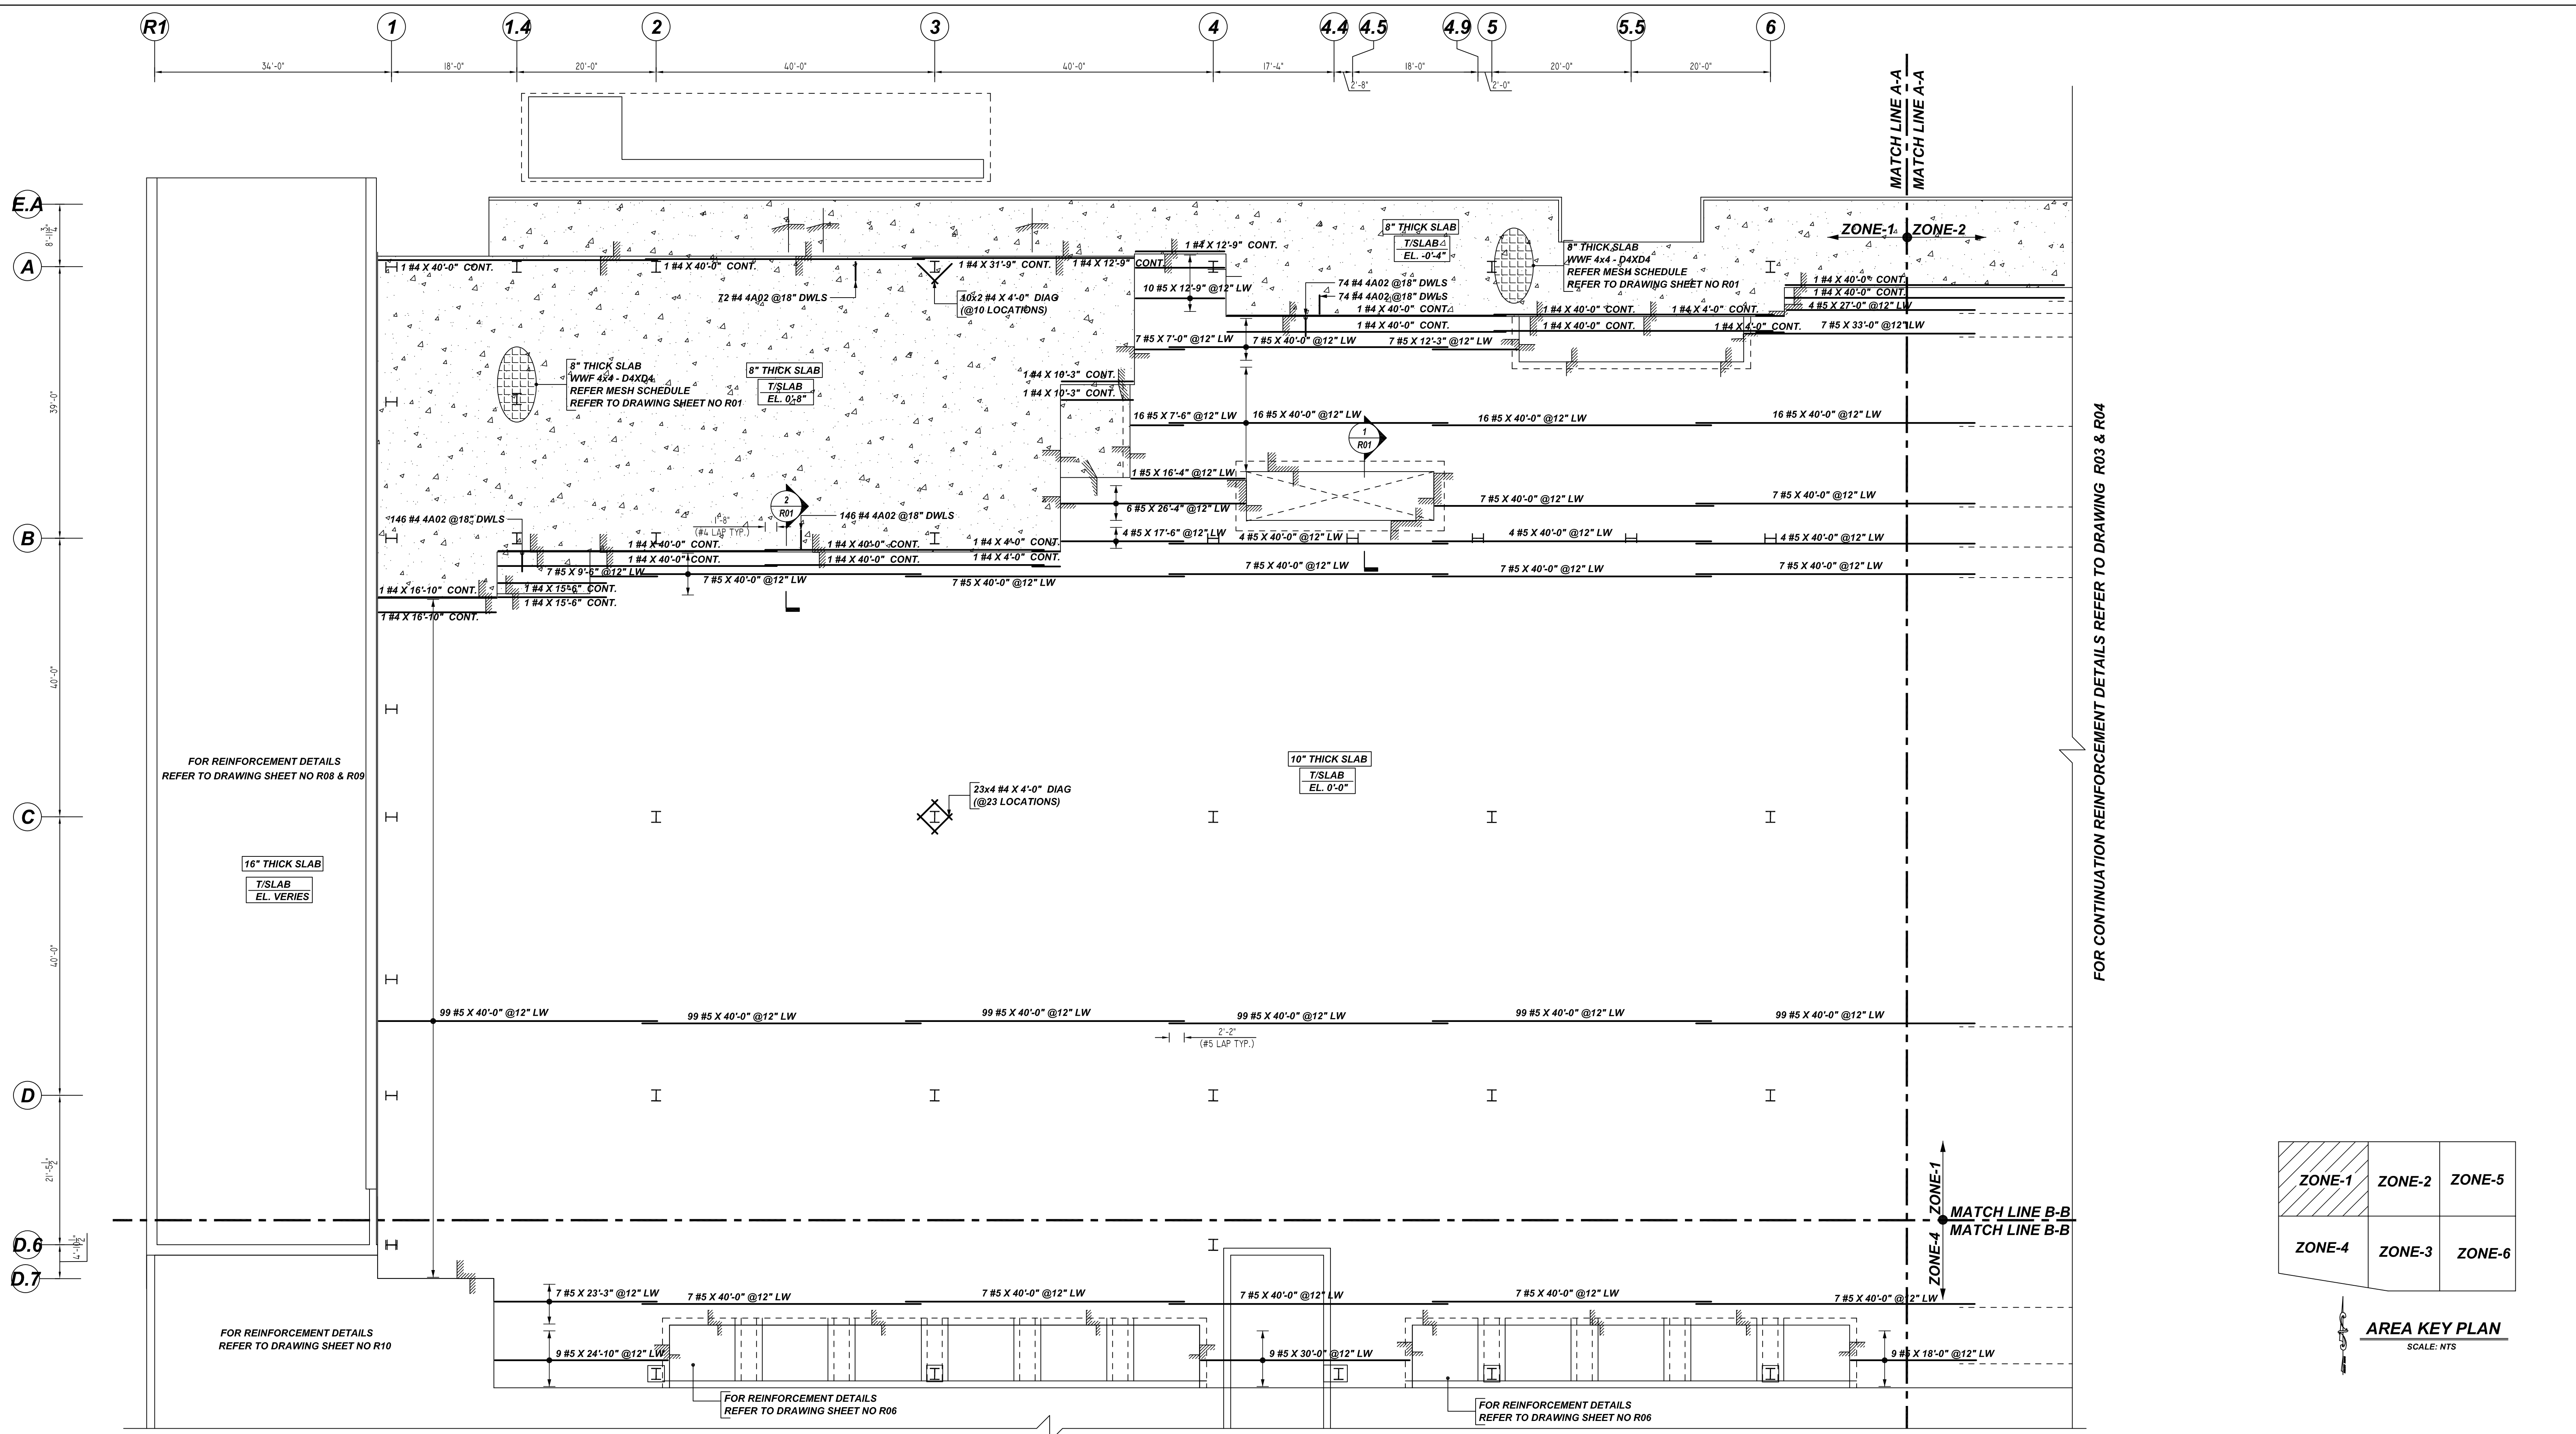 R1
1
1.4
2
3
4
4.4
4.5
4.9
5
5.5
6
34'-0"
18'-0"
20'-0"
40'-0"
40'-0"
17'-4"
2'-8"
18'-0"
2'-0"
20'-0"
20'-0"
MATCH LINE A-A
MATCH LINE A-A
E.A
8'-11 3/4"
A
39'-0"
B
40'-0"
C
40'-0"
D
21'-5 1/2"
D.6
4'-10 1/2"
D.7
ZONE-1
ZONE-2
8" THICK SLAB
T/SLAB
EL. -0'-4"
8" THICK SLAB
WWF 4x4 - D4XD4
REFER MESH SCHEDULE
REFER TO DRAWING SHEET NO R01
1 #4 X 40'-0" CONT.
1 #4 X 40'-0" CONT.
1 #4 X 31'-9" CONT.
1 #4 X 12'-9" CONT.
1 #4 X 12'-9" CONT.
72 #4 4A02 @18" DWLS
10x2 #4 X 4'-0" DIAG
(@10 LOCATIONS)
10 #5 X 12'-9" @12" LW
74 #4 4A02 @18" DWLS
74 #4 4A02 @18" DWLS
1 #4 X 40'-0" CONT.
1 #4 X 40'-0" CONT.
1 #4 X 40'-0" CONT.
1 #4 X 40'-0" CONT.
1 #4 X 4'-0" CONT.
1 #4 X 4'-0" CONT.
1 #4 X 40'-0" CONT.
1 #4 X 40'-0" CONT.
4 #5 X 27'-0" @12" LW
7 #5 X 33'-0" @12" LW
7 #5 X 7'-0" @12" LW
7 #5 X 40'-0" @12" LW
7 #5 X 12'-3" @12" LW
8" THICK SLAB
WWF 4x4 - D4XD4
REFER MESH SCHEDULE
REFER TO DRAWING SHEET NO R01
8" THICK SLAB
T/SLAB
EL. 0'-8"
1 #4 X 10'-3" CONT.
1 #4 X 10'-3" CONT.
16 #5 X 7'-6" @12" LW
16 #5 X 40'-0" @12" LW
16 #5 X 40'-0" @12" LW
16 #5 X 40'-0" @12" LW
1
R01
1 #5 X 16'-4" @12" LW
6 #5 X 26'-4" @12" LW
7 #5 X 40'-0" @12" LW
7 #5 X 40'-0" @12" LW
2
R01
146 #4 4A02 @18" DWLS
1'-8"
(#4 LAP TYP.)
146 #4 4A02 @18" DWLS
4 #5 X 17'-6" @12" LW
4 #5 X 40'-0" @12" LW
4 #5 X 40'-0" @12" LW
4 #5 X 40'-0" @12" LW
1 #4 X 40'-0" CONT.
1 #4 X 40'-0" CONT.
1 #4 X 4'-0" CONT.
1 #4 X 40'-0" CONT.
1 #4 X 40'-0" CONT.
1 #4 X 4'-0" CONT.
7 #5 X 9'-6" @12" LW
7 #5 X 40'-0" @12" LW
7 #5 X 40'-0" @12" LW
7 #5 X 40'-0" @12" LW
7 #5 X 40'-0" @12" LW
7 #5 X 40'-0" @12" LW
1 #4 X 16'-10" CONT.
1 #4 X 15'-6" CONT.
1 #4 X 15'-6" CONT.
1 #4 X 16'-10" CONT.
FOR CONTINUATION REINFORCEMENT DETAILS REFER TO DRAWING R03 & R04
FOR REINFORCEMENT DETAILS
REFER TO DRAWING SHEET NO R08 & R09
16" THICK SLAB
T/SLAB
EL. VERIES
10" THICK SLAB
T/SLAB
EL. 0'-0"
23x4 #4 X 4'-0" DIAG
(@23 LOCATIONS)
99 #5 X 40'-0" @12" LW
99 #5 X 40'-0" @12" LW
99 #5 X 40'-0" @12" LW
99 #5 X 40'-0" @12" LW
99 #5 X 40'-0" @12" LW
99 #5 X 40'-0" @12" LW
2'-2"
(#5 LAP TYP.)
ZONE-1
ZONE-4
MATCH LINE B-B
MATCH LINE B-B
7 #5 X 23'-3" @12" LW
7 #5 X 40'-0" @12" LW
7 #5 X 40'-0" @12" LW
7 #5 X 40'-0" @12" LW
7 #5 X 40'-0" @12" LW
7 #5 X 40'-0" @12" LW
FOR REINFORCEMENT DETAILS
REFER TO DRAWING SHEET NO R10
9 #5 X 24'-10" @12" LW
9 #5 X 30'-0" @12" LW
9 #5 X 18'-0" @12" LW
FOR REINFORCEMENT DETAILS
REFER TO DRAWING SHEET NO R06
FOR REINFORCEMENT DETAILS
REFER TO DRAWING SHEET NO R06
ZONE-1
ZONE-2
ZONE-5
ZONE-4
ZONE-3
ZONE-6
AREA KEY PLAN
SCALE: NTS